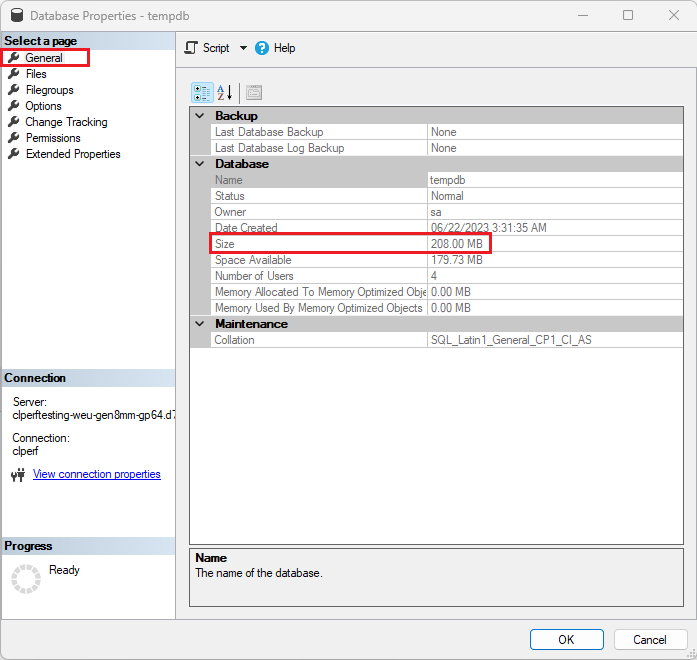 Database Properties - tempdb
Select a page
General
Files
Filegroups
Options
Change Tracking
Permissions
Extended Properties
Script Help
Backup
Last Database Backup None
Last Database Log Backup None
Database
Name tempdb
Status Normal
Owner sa
Date Created 06/22/2023 3:31:35 AM
Size 208.00 MB
Space Available 179.73 MB
Number of Users 4
Memory Allocated To Memory Optimized Obje 0.00 MB
Memory Used By Memory Optimized Objects 0.00 MB
Maintenance
Collation SQL_Latin1_General_CP1_CI_AS
Connection
Server:
clperftesting-weu-gen8mm-gp64.d7
Connection:
clperf
View connection properties
Progress
Ready
Name
The name of the database.
OK Cancel